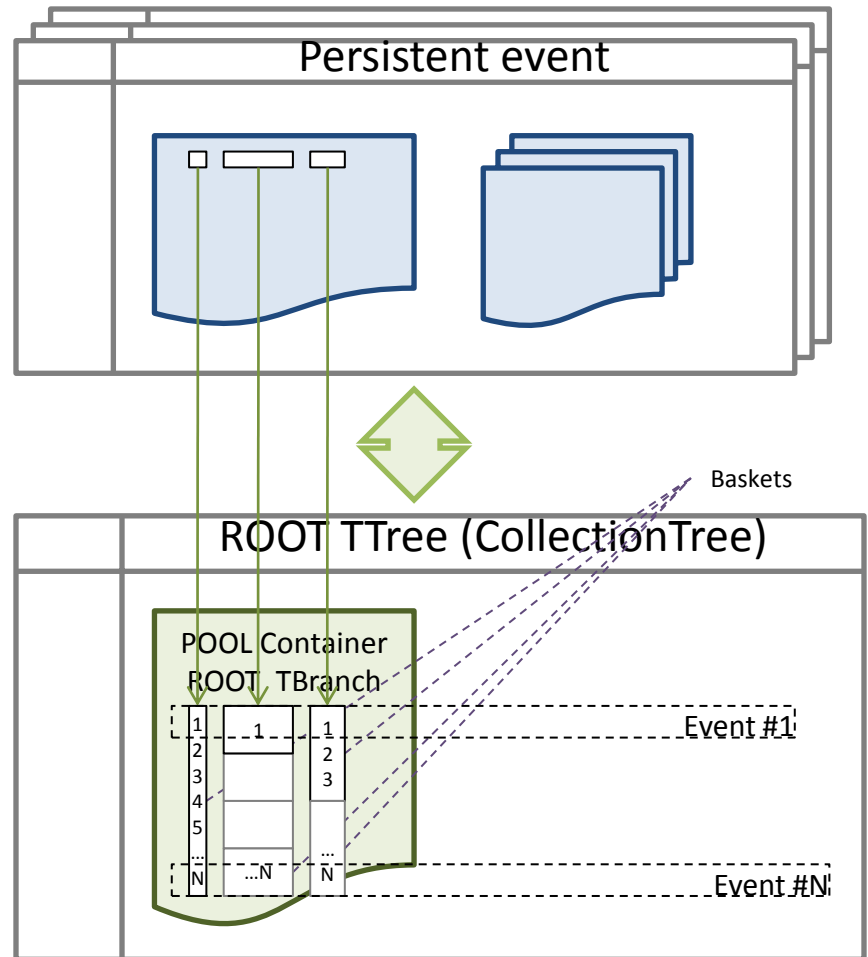 Persistent event
Baskets
ROOT TTree (CollectionTree)
POOL Container
ROOT TBranch
1 1 1 Event #1
2 2
3 3
4
5
... ...
N ...N N Event #N